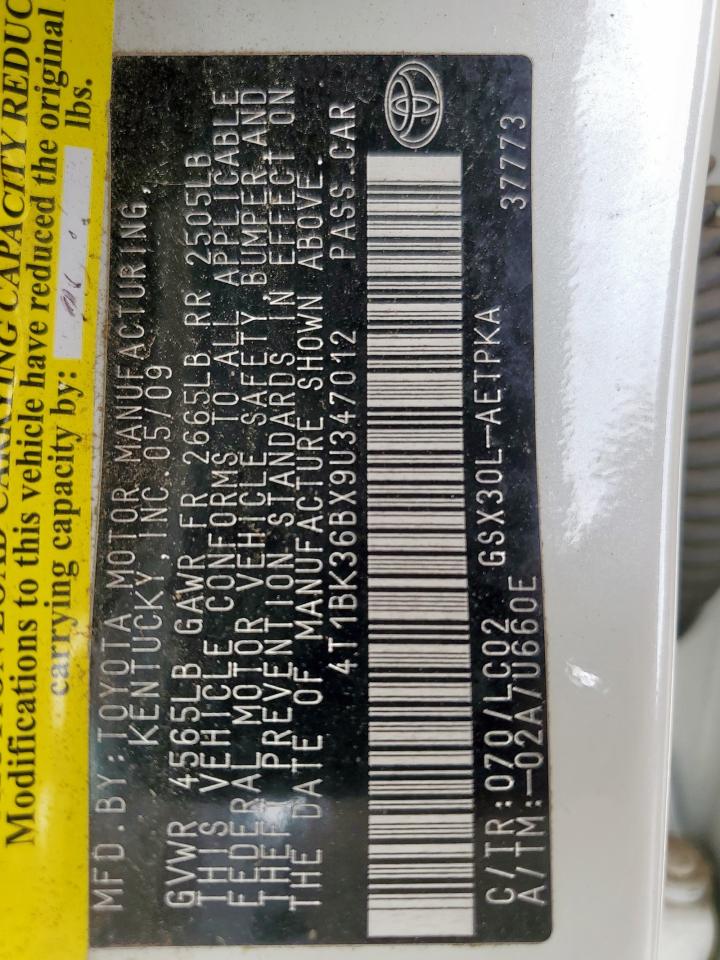 CARRYING CAPACITY REDUC
Modifications to this vehicle have reduced the original
carrying capacity by: lbs.
MFD.BY:TOYOTA MOTOR MANUFACTURING,
KENTUCKY,INC.05/09
GVWR 4565LB GAWR FR 2665LB RR 2505LB
THIS VEHICLE CONFORMS TO ALL APPLICABLE
FEDERAL MOTOR VEHICLE SAFETY, BUMPER AND
THEFT PREVENTION STANDARDS IN EFFECT ON
THE DATE OF MANUFACTURE SHOWN ABOVE.
4T1BK36BX9U347012 PASS.CAR
C/TR:070/LC02 GSX30L-AETPKA 37773
A/TM:-02A/U660E